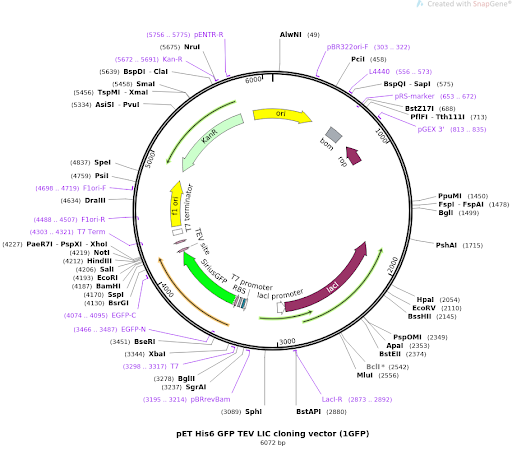 Created with SnapGene®
(5756 .. 5775) pENTR-R
AlwNI (49)
(5675) NruI
pBR322ori-F (303 .. 322)
(5672 .. 5691) Kan-R
PciI (458)
(5639) BspDI - ClaI
L4440 (556 .. 573)
(5458) SmaI
BspQI - SapI (575)
(5456) TspMI - XmaI
pRS-marker (653 .. 672)
(5334) AsiSI - PvuI
BstZ17I (688)
PflFI - Tth111I (713)
pGEX 3' (813 .. 835)
6000
ori
KanR
bom
rop
1000
5000
(4837) SpeI
(4759) PsiI
(4698 .. 4719) F1ori-F
(4634) DraIII
PpuMI (1450)
FspI - FspAI (1478)
BglI (1499)
f1 ori
(4488 .. 4507) F1ori-R
(4303 .. 4321) T7 Term
T7 terminator
TEV site
(4227) PaeR7I - PspXI - XhoI
PshAI (1715)
(4219) NotI
(4212) HindIII
(4206) SalI
(4193) EcoRI
(4187) BamHI
(4170) SspI
(4130) BsrGI
SiriusGFP
T7 promoter
RBS
lacI promoter
lacI
2000
4000
3000
(4074 .. 4095) EGFP-C
HpaI (2054)
EcoRV (2110)
BssHII (2145)
(3466 .. 3487) EGFP-N
(3451) BseRI
PspOMI (2349)
(3344) XbaI
ApaI (2353)
BstEII (2374)
(3298 .. 3317) T7
BclI* (2542)
(3278) BglII
MluI (2556)
(3237) SgrAI
(3195 .. 3214) pBRrevBam
LacI-R (2873 .. 2892)
(3089) SphI
BstAPI (2880)
pET His6 GFP TEV LIC cloning vector (1GFP)
6072 bp